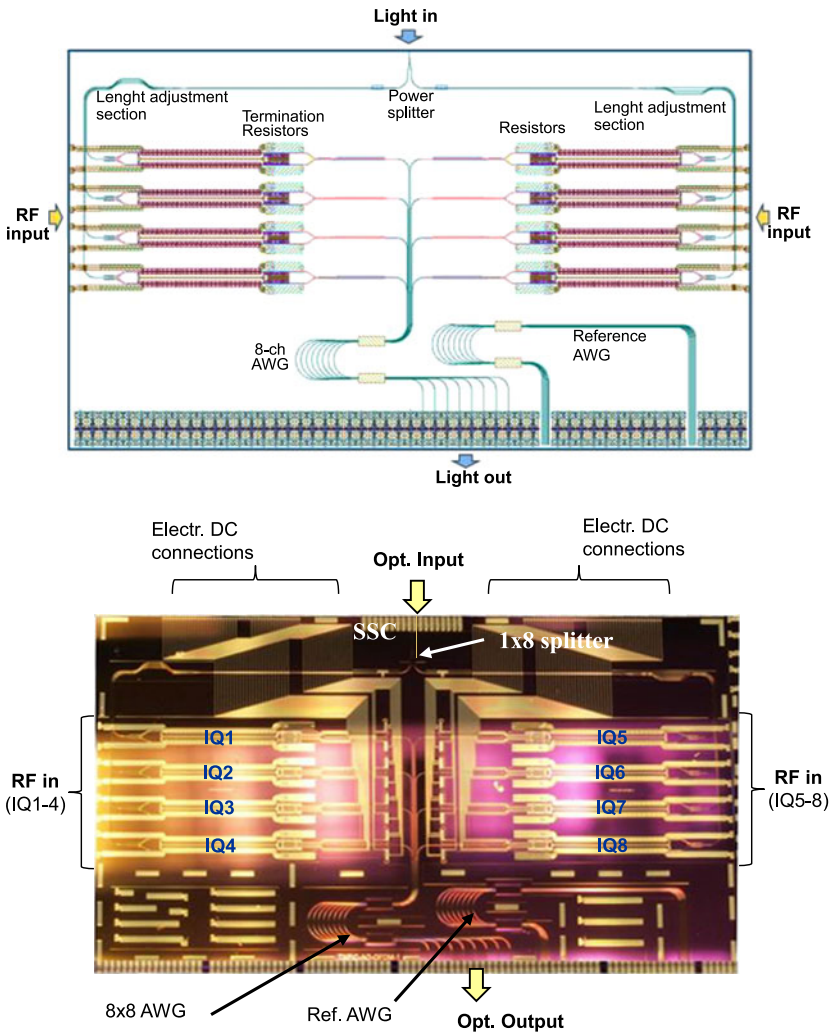 Light in
Lenght adjustment
section
Termination
Resistors
Power
splitter
Resistors
Lenght adjustment
section
RF
input
RF
input
8-ch
AWG
Reference
AWG
Light out
Electr. DC
connections
Electr. DC
connections
Opt. Input
SSC
1x8 splitter
IQ1
IQ5
IQ2
IQ6
RF in
(IQ1-4)
RF in
(IQ5-8)
IQ3
IQ7
IQ4
IQ8
8x8 AWG
Ref. AWG
Opt. Output